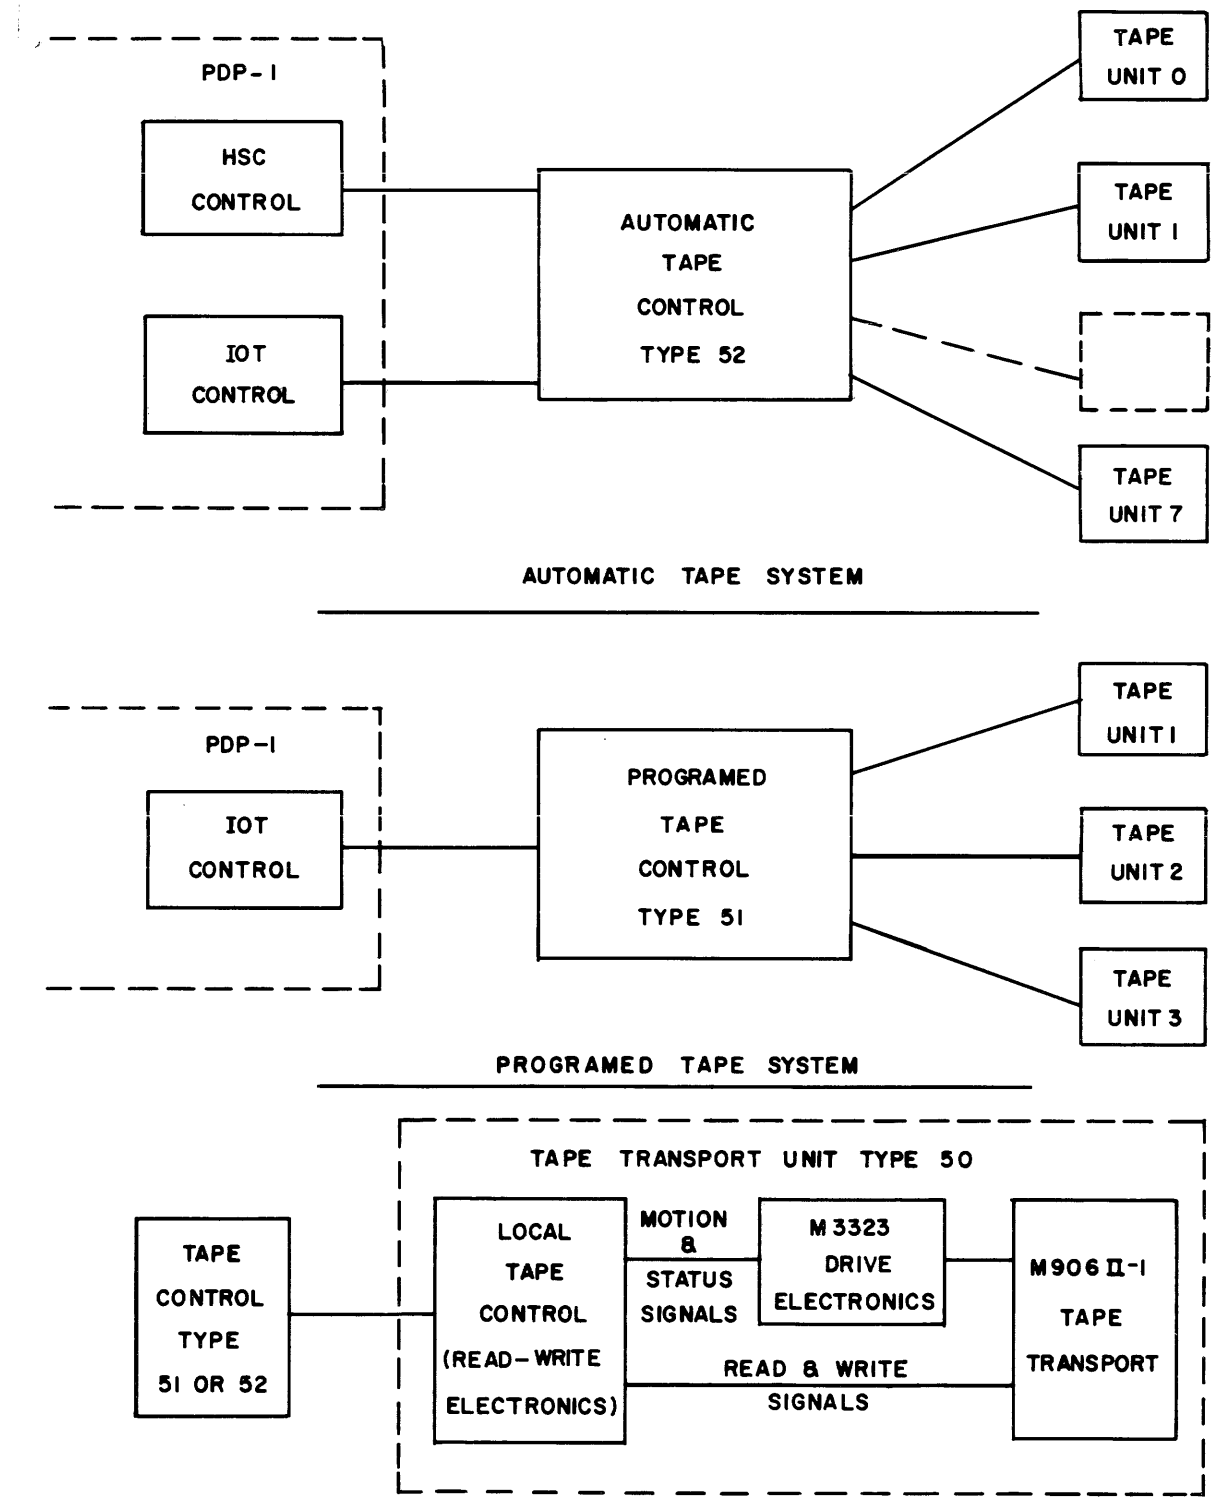 PDP-1
HSC
CONTROL
IOT
CONTROL
AUTOMATIC
TAPE
CONTROL
TYPE 52
TAPE
UNIT 0
TAPE
UNIT 1
TAPE
UNIT 7
AUTOMATIC TAPE SYSTEM
PDP-1
IOT
CONTROL
PROGRAMED
TAPE
CONTROL
TYPE 51
TAPE
UNIT 1
TAPE
UNIT 2
TAPE
UNIT 3
PROGRAMED TAPE SYSTEM
TAPE TRANSPORT UNIT TYPE 50
TAPE
CONTROL
TYPE
51 OR 52
LOCAL
TAPE
CONTROL
(READ-WRITE
ELECTRONICS)
MOTION
&
STATUS
SIGNALS
M3323
DRIVE
ELECTRONICS
READ & WRITE
SIGNALS
M906II-1
TAPE
TRANSPORT